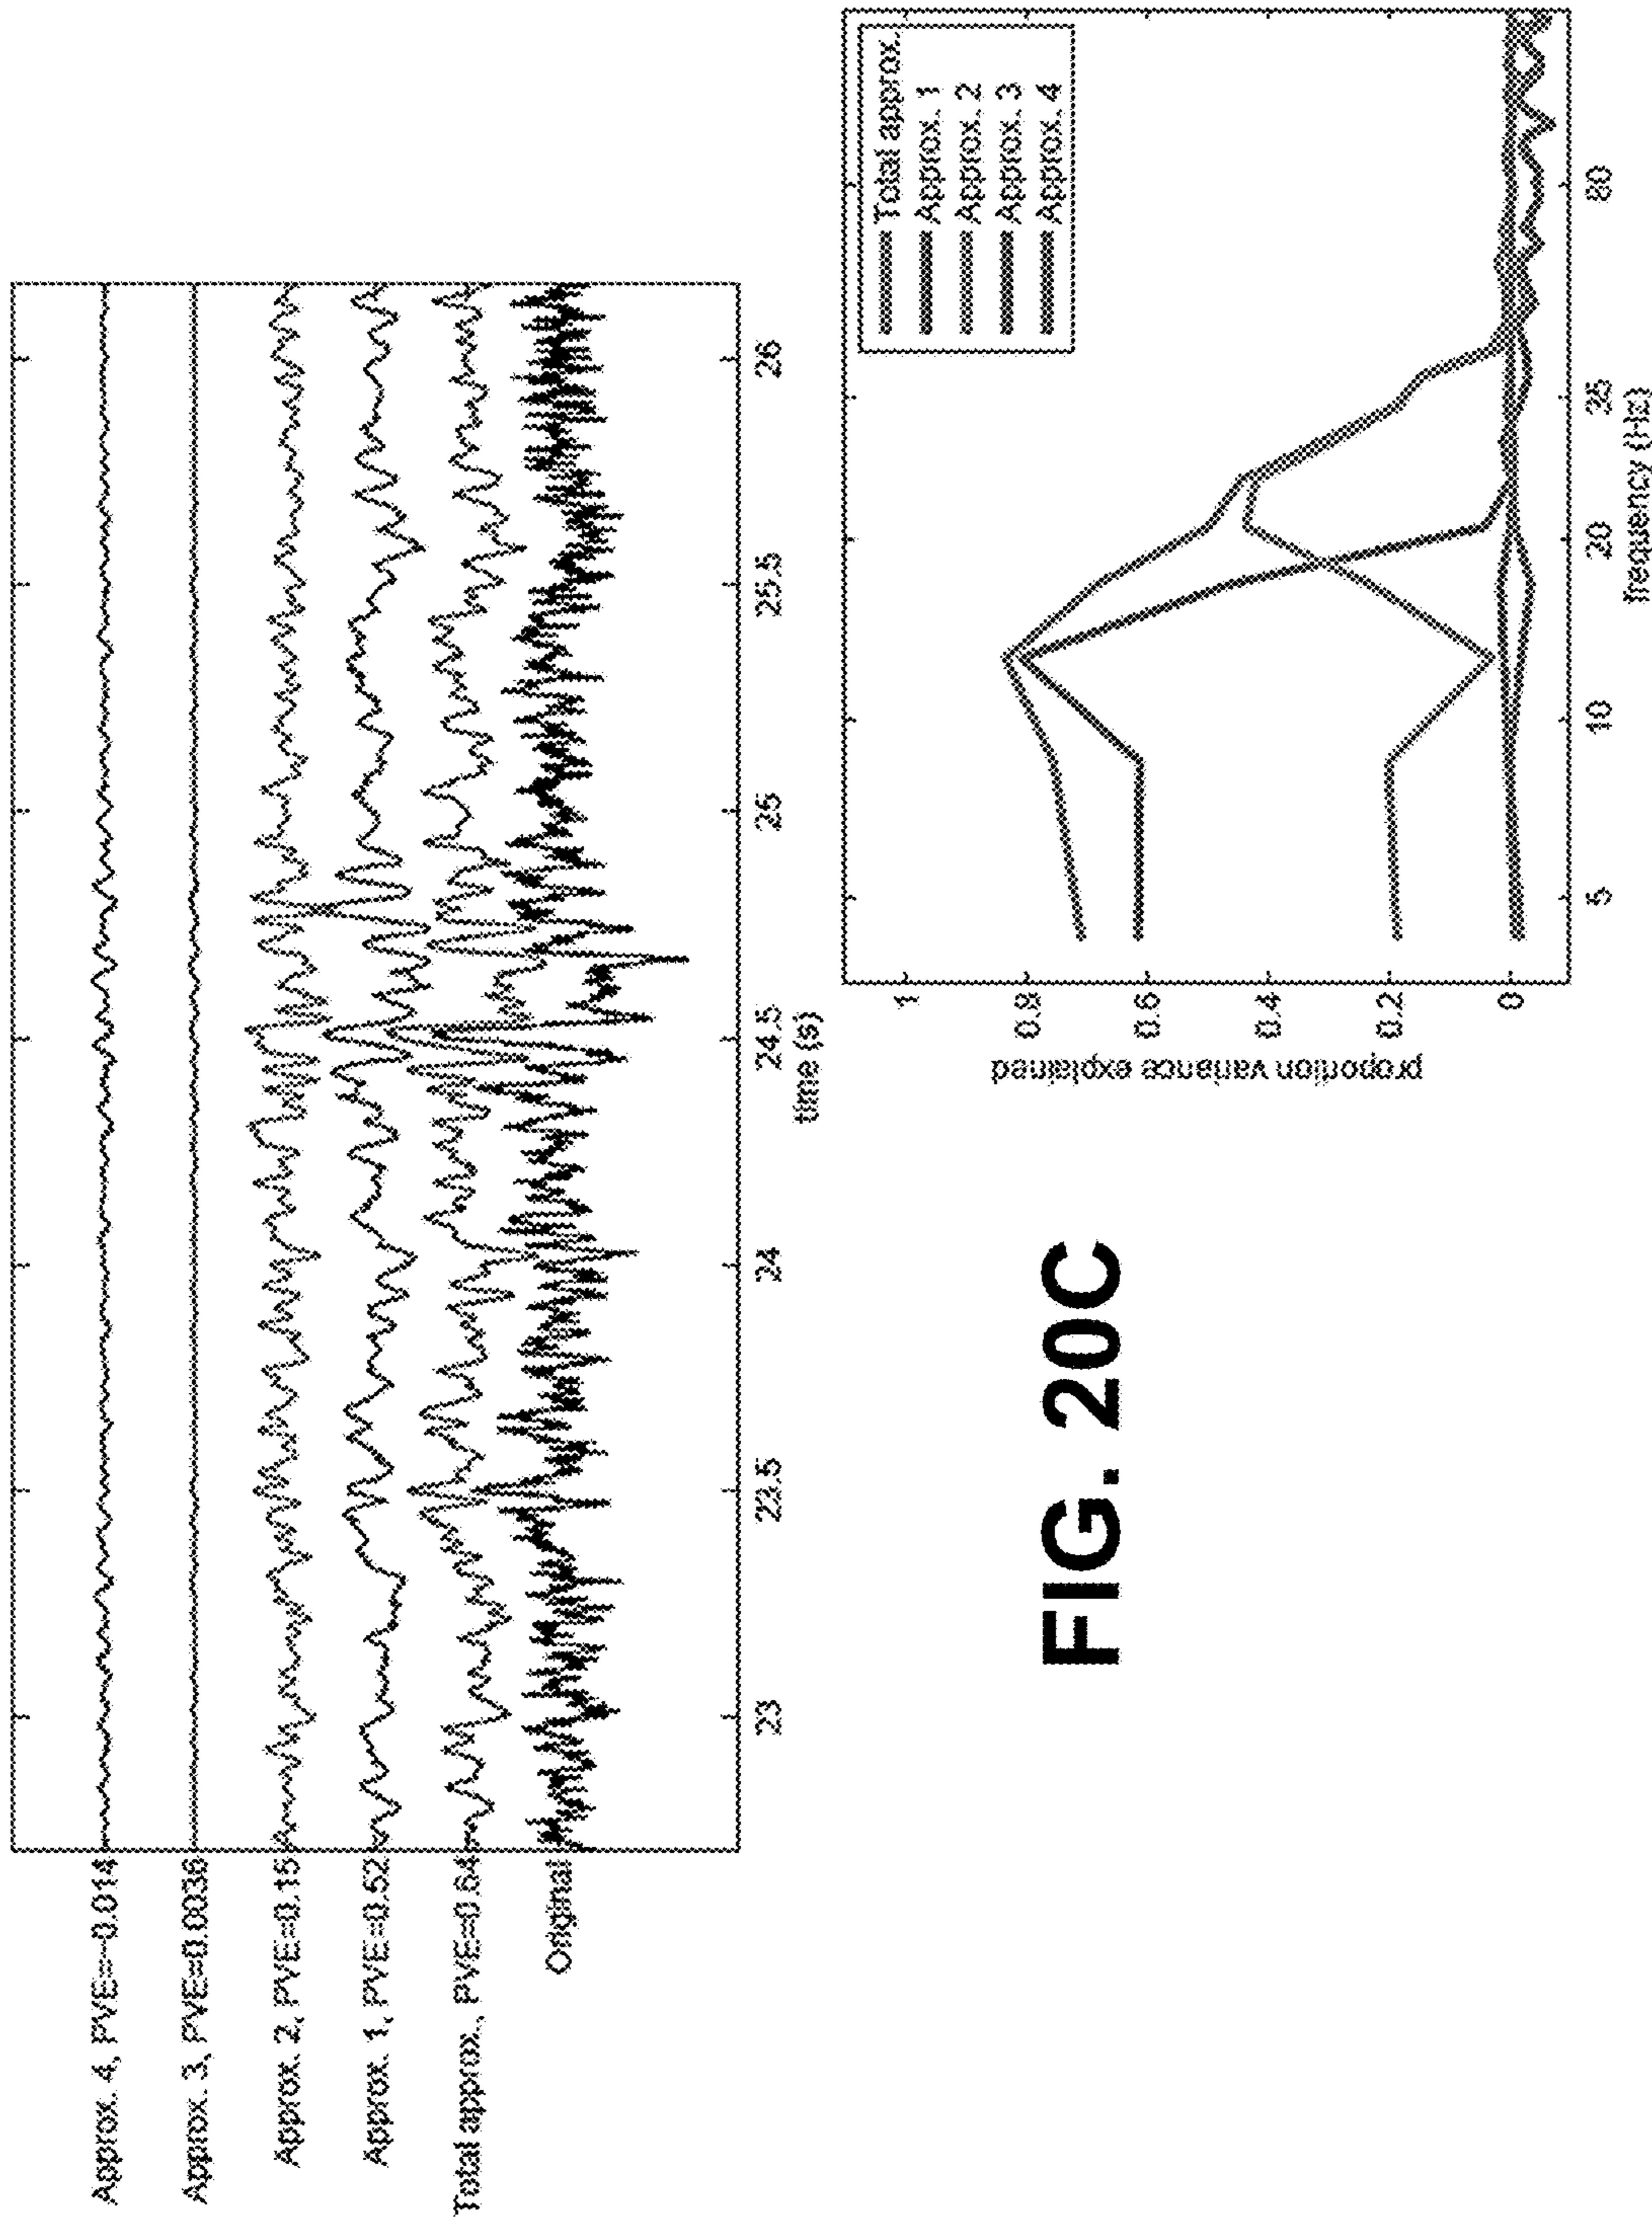 Approx. 4, PVE=-0.014
Approx. 3, PVE=0.0036
Approx. 2, PVE=0.15
Approx. 1, PVE=0.52
Total approx., PVE=0.64
Original
23
23.5
24
24.5
25
25.5
26
time (s)
proportion variance explained
1
0.8
0.6
0.4
0.2
0
5
10
20
35
80
frequency (Hz)
Total approx.
Approx. 1
Approx. 2
Approx. 3
Approx. 4
FIG. 20C